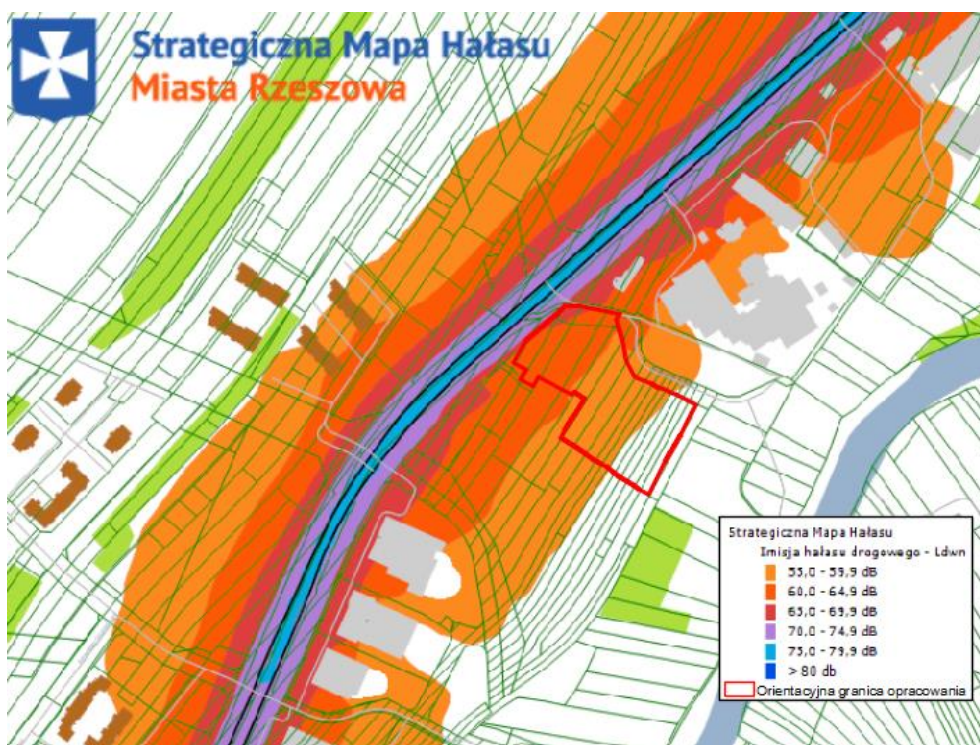 Strategiczna Mapa Hałasu
Miasta Rzeszowa
Strategiczna Mapa Hałasu
Imisja hałasu drogowego - Ldwn
55,0 - 59,9 dB
60,0 - 64,9 dB
65,0 - 69,9 dB
70,0 - 74,9 dB
75,0 - 79,9 dB
> 80 db
Orientacyjna granica opracowania